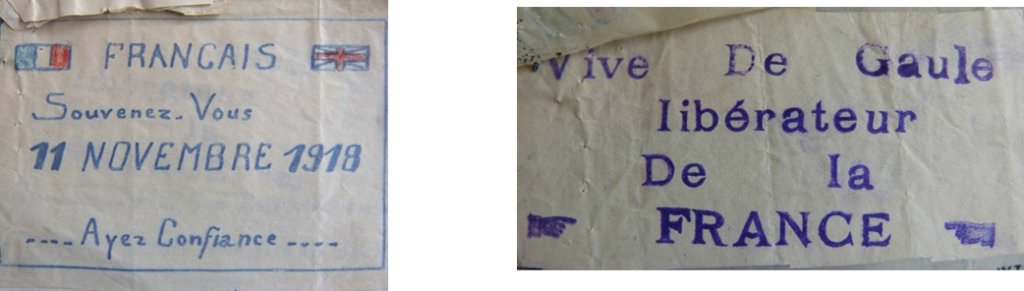 FRANCAIS
Souvenez-Vous
11 NOVEMBRE 1918
---- Ayez Confiance ----
Vive De Gaule
libérateur
De la
FRANCE